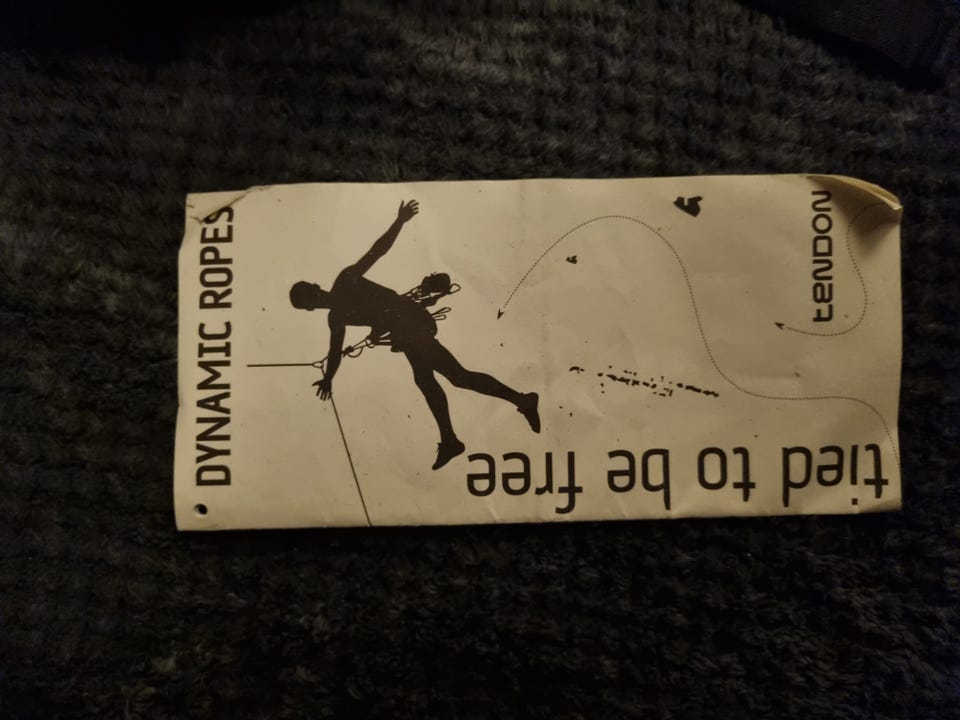 DYNAMIC ROPES
tied to be free
tendon